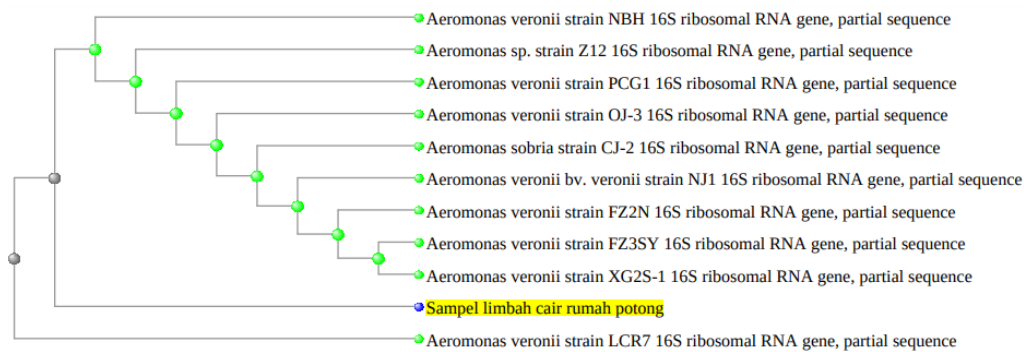 Aeromonas veronii strain NBH 16S ribosomal RNA gene, partial sequence
Aeromonas sp. strain Z12 16S ribosomal RNA gene, partial sequence
Aeromonas veronii strain PCG1 16S ribosomal RNA gene, partial sequence
Aeromonas veronii strain OJ-3 16S ribosomal RNA gene, partial sequence
Aeromonas sobria strain CJ-2 16S ribosomal RNA gene, partial sequence
Aeromonas veronii bv. veronii strain NJ1 16S ribosomal RNA gene, partial sequence
Aeromonas veronii strain FZ2N 16S ribosomal RNA gene, partial sequence
Aeromonas veronii strain FZ3SY 16S ribosomal RNA gene, partial sequence
Aeromonas veronii strain XG2S-1 16S ribosomal RNA gene, partial sequence
Sampel limbah cair rumah potong
Aeromonas veronii strain LCR7 16S ribosomal RNA gene, partial sequence